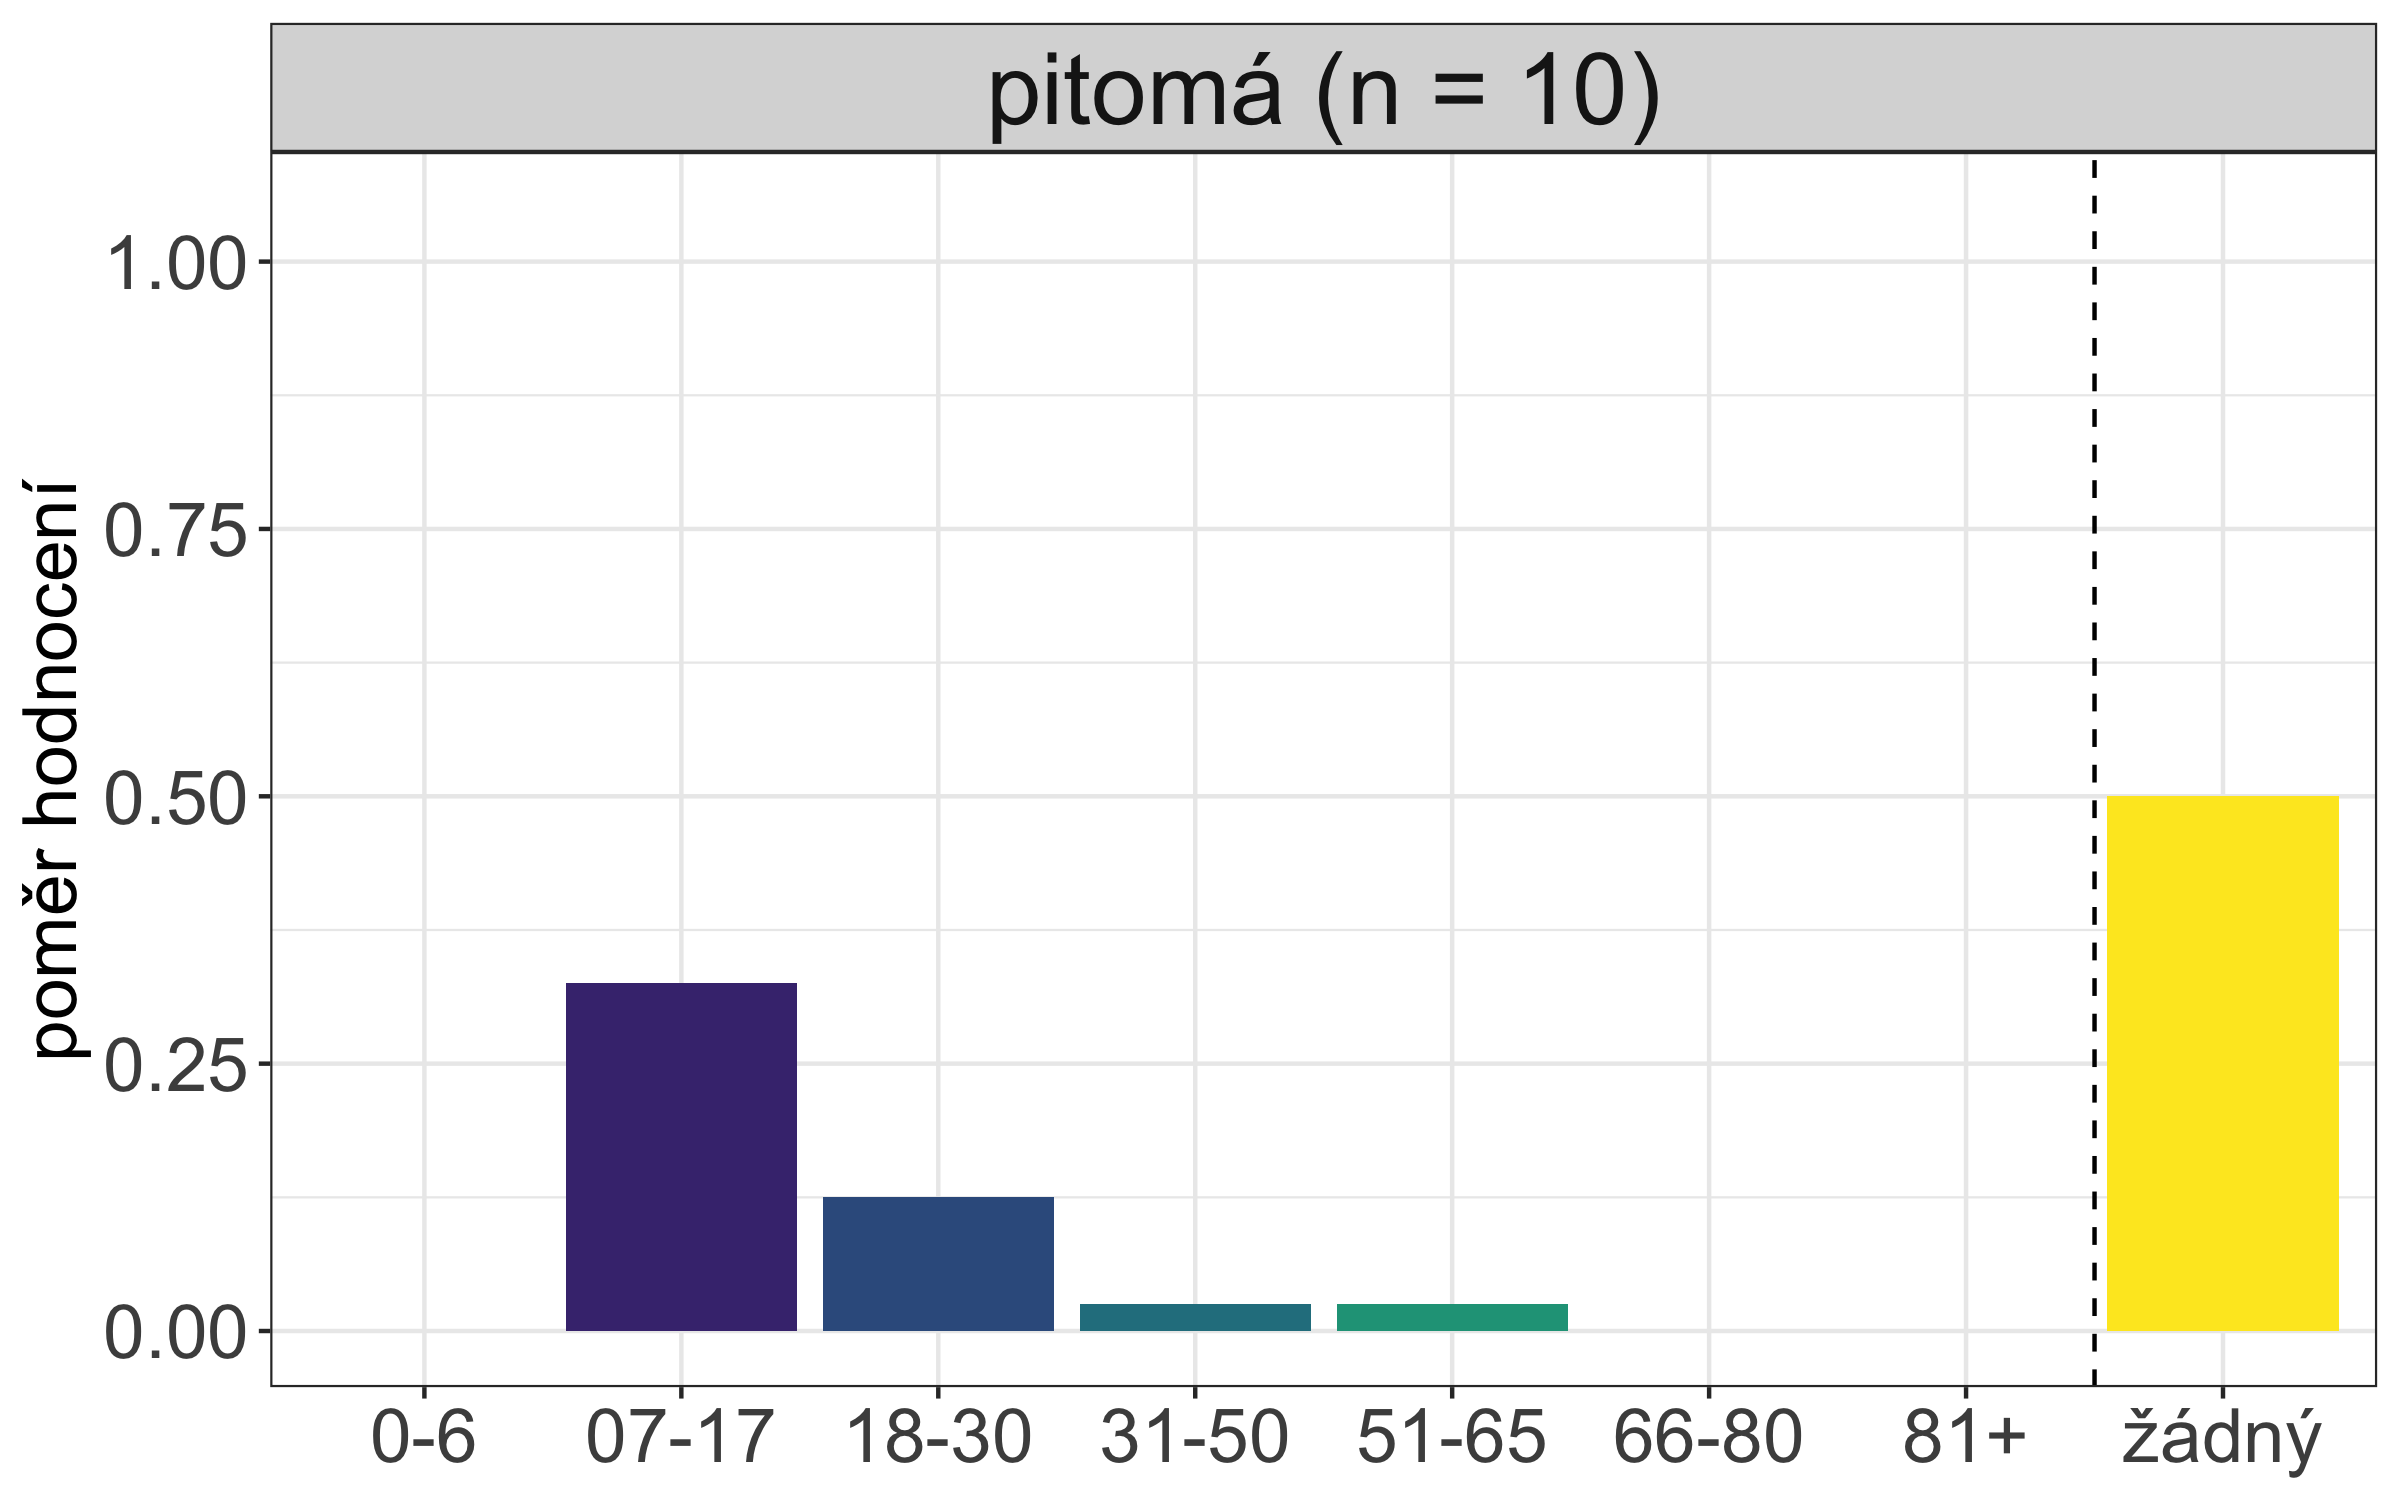 pitomá (n = 10)
poměr hodnocení
1.00
0.75
0.50
0.25
0.00
0-6 07-17 18-30 31-50 51-65 66-80 81+ žádný